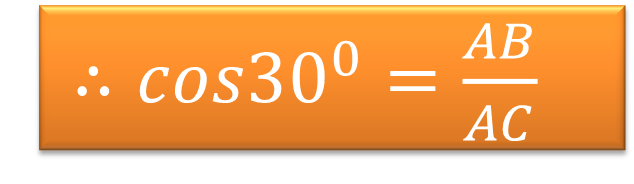 ∴ cos30⁰ = AB/AC